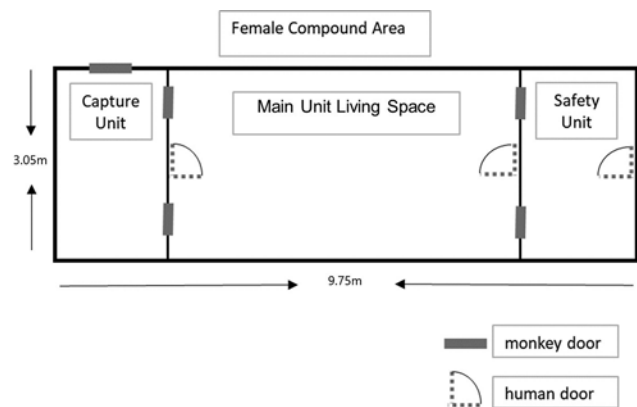 Female Compound Area
Capture
Unit
Main Unit Living Space
Safety
Unit
3.05m
9.75m
monkey door
human door